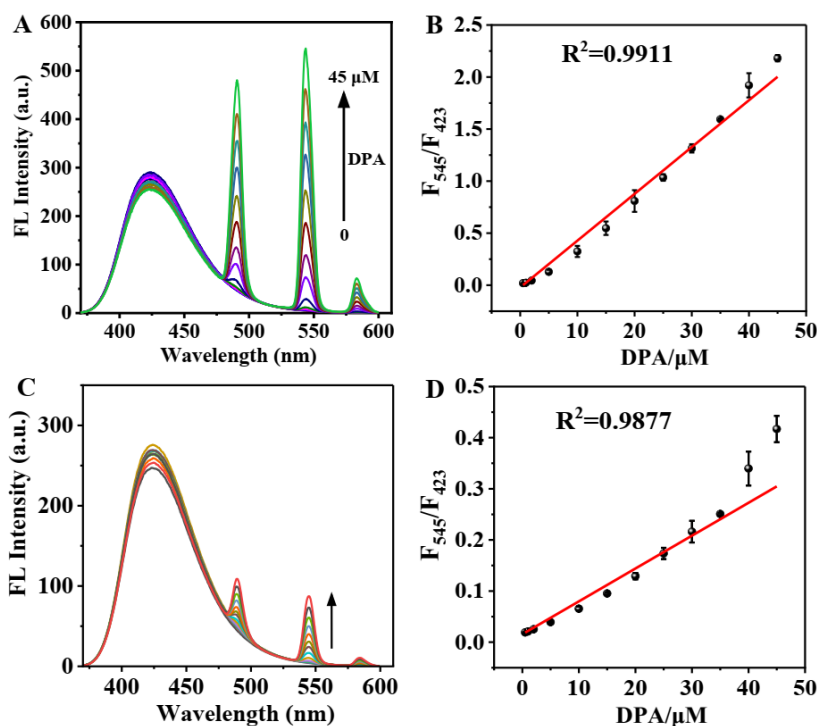 A
FL Intensity (a.u.)
600
500
400
300
200
100
0
45 μM
DPA
0
400
450
500
550
600
Wavelength (nm)
B
R²=0.9911
F₅₄₅/F₄₂₃
2.5
2.0
1.5
1.0
0.5
0.0
0
10
20
30
40
50
DPA/μM
C
FL Intensity (a.u.)
300
200
100
0
400
450
500
550
600
Wavelength (nm)
D
R²=0.9877
F₅₄₅/F₄₂₃
0.5
0.4
0.3
0.2
0.1
0.0
0
10
20
30
40
50
DPA/μM